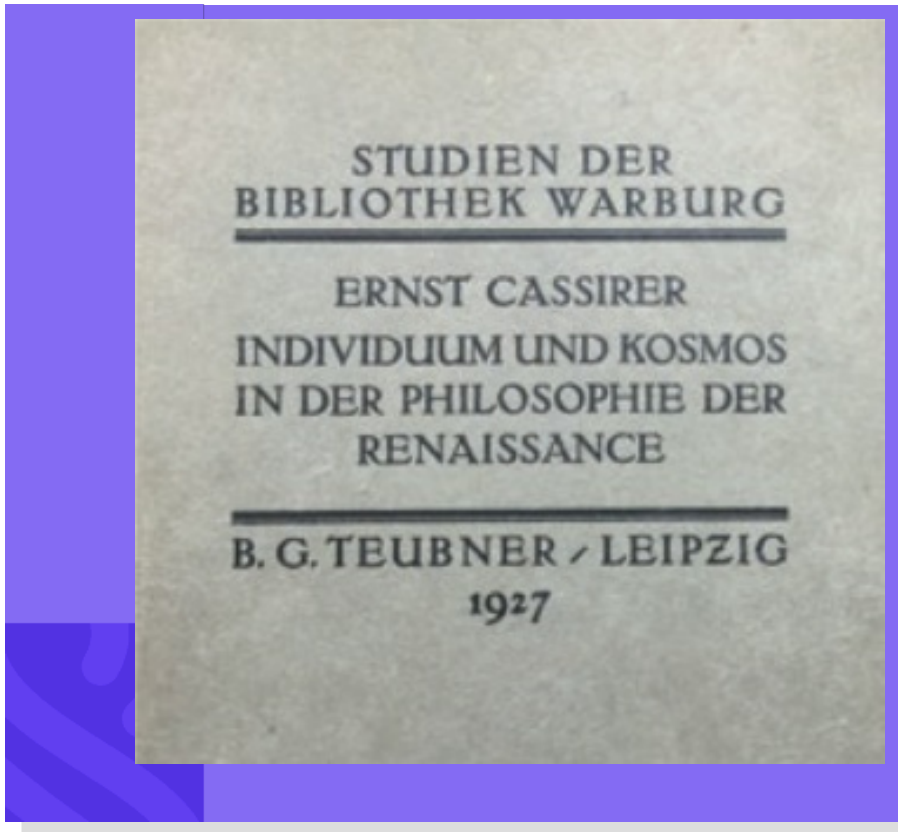 STUDIEN DER
BIBLIOTHEK WARBURG
ERNST CASSIRER
INDIVIDUUM UND KOSMOS
IN DER PHILOSOPHIE DER
RENAISSANCE
B. G. TEUBNER / LEIPZIG
1927